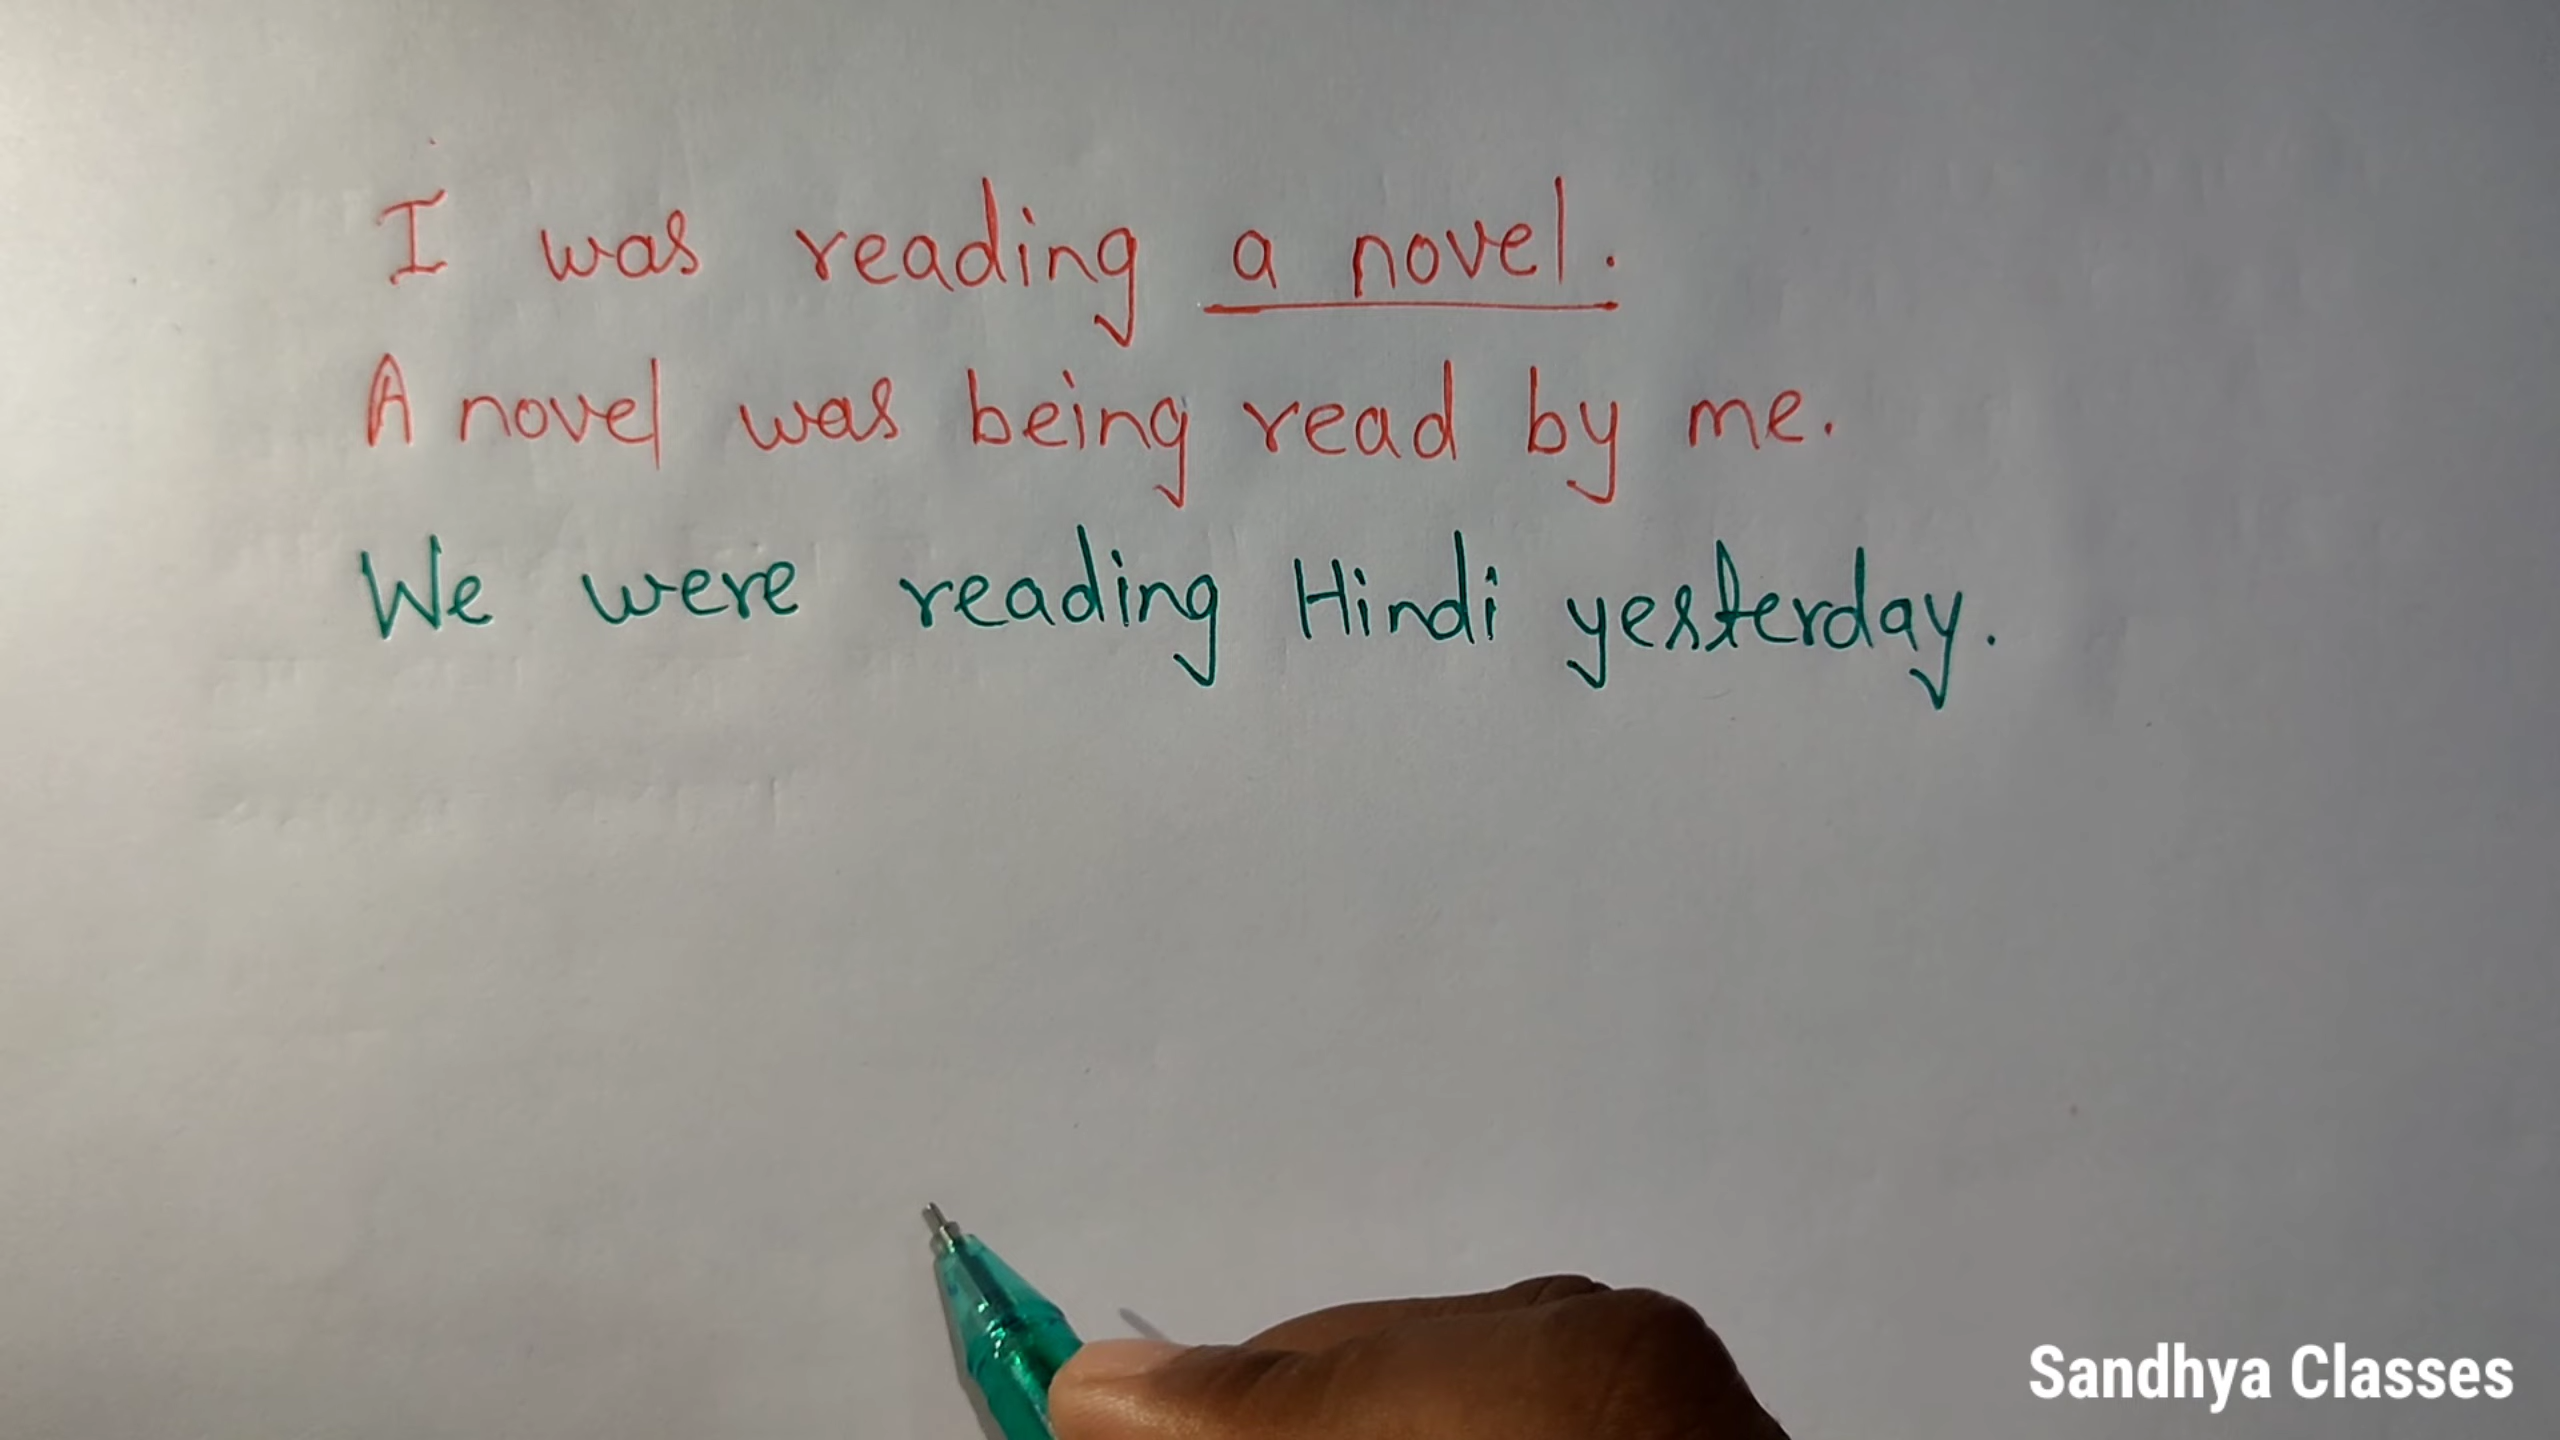 I was reading a novel.
A novel was being read by me.
We were reading Hindi yesterday.
Sandhya Classes